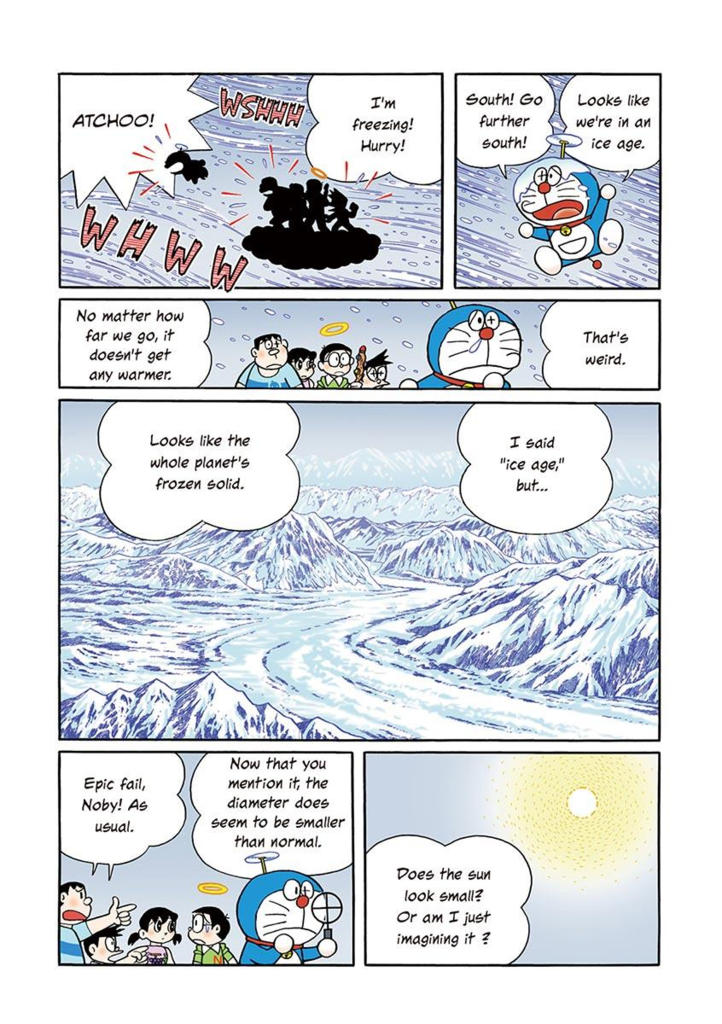 Looks like
we're in an
ice age.
South! Go
further
south!
I'm
freezing!
Hurry!
WSHHH
ATCHOO!
WHWW
That's
weird.
No matter how
far we go, it
doesn't get
any warmer.
I said
"ice age,"
but...
Looks like the
whole planet's
frozen solid.
Does the sun
look small?
Or am I just
imagining it ?
Now that you
mention it, the
diameter does
seem to be smaller
than normal.
Epic fail,
Noby! As
usual.
N